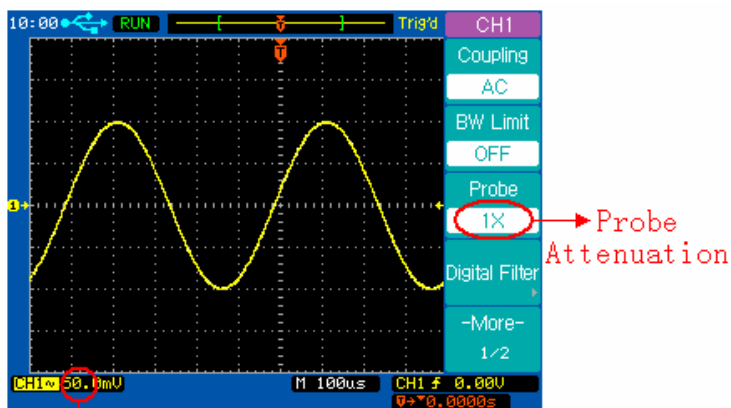 10:00 RUN T Trig'd CH1
T
Coupling
AC
BW Limit
OFF
Probe
1X
Probe
Attenuation
Digital Filter
-More-
1/2
1
CH1~ 50.0mV M 100us CH1 0.00V
T→▼0.0000s